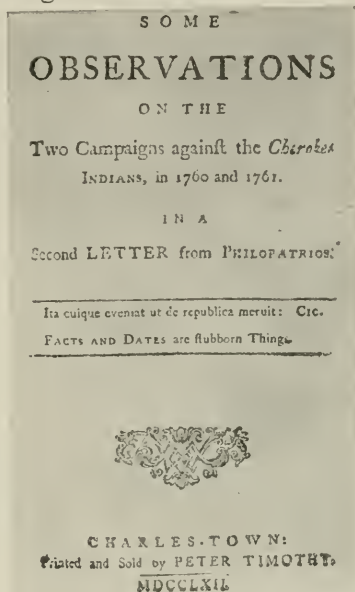 SOME
OBSERVATIONS
ON THE
Two Campaigns againſt the Cherokee
INDIANS, in 1760 and 1761.
IN A
Second LETTER from PHILOPATRIOS.
Ita cuique eveniat ut de republica meruit: CIC.
FACTS AND DATES are ſtubborn Things.
CHARLES-TOWN:
Printed and Sold by PETER TIMOTHY.
MDCCLXII.